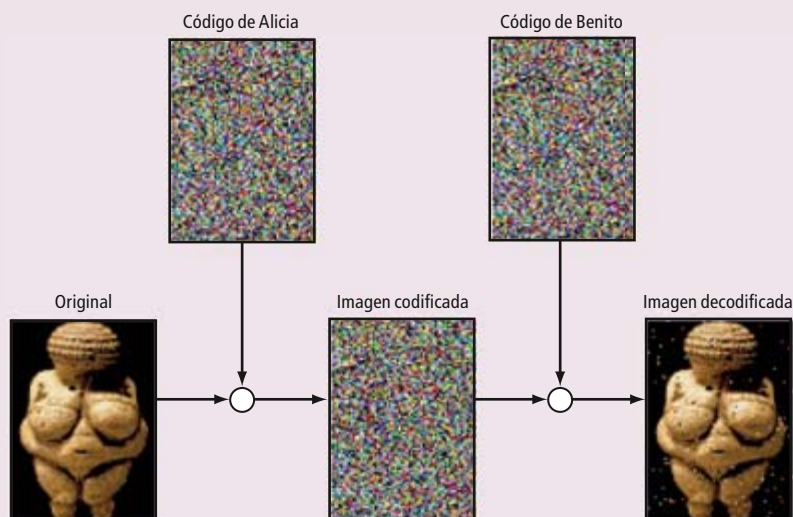 Código de Alicia
Código de Benito
Original
Imagen codificada
Imagen decodificada